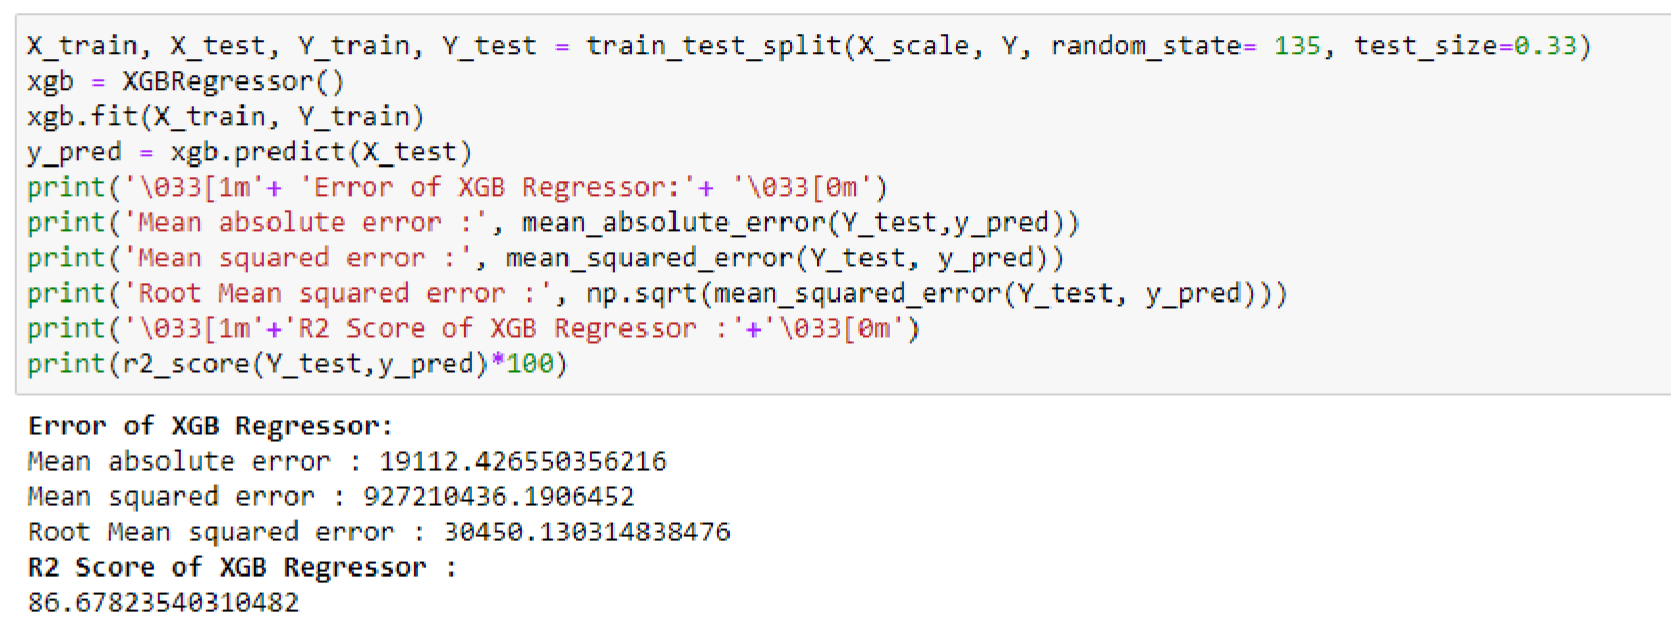 X_train, X_test, Y_train, Y_test = train_test_split(X_scale, Y, random_state= 135, test_size=0.33)
xgb = XGBRegressor()
xgb.fit(X_train, Y_train)
y_pred = xgb.predict(X_test)
print('\033[1m'+ 'Error of XGB Regressor:'+ '\033[0m')
print('Mean absolute error :', mean_absolute_error(Y_test,y_pred))
print('Mean squared error :', mean_squared_error(Y_test, y_pred))
print('Root Mean squared error :', np.sqrt(mean_squared_error(Y_test, y_pred)))
print('\033[1m'+'R2 Score of XGB Regressor :'+'\033[0m')
print(r2_score(Y_test,y_pred)*100)
Error of XGB Regressor:
Mean absolute error : 19112.426550356216
Mean squared error : 927210436.1906452
Root Mean squared error : 30450.130314838476
R2 Score of XGB Regressor :
86.67823540310482